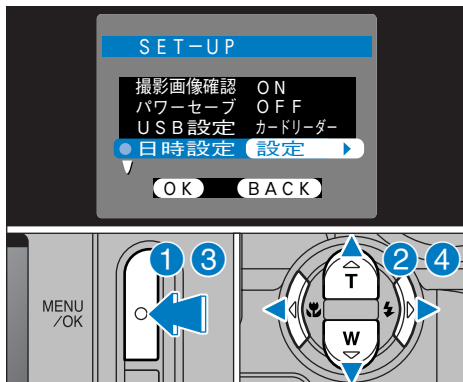 SET-UP
撮影画像確認 ON
パワーセーブ OFF
USB設定 カードリーダー
日時設定 設定
OK BACK
1 3
2 4
MENU
/OK
T
W